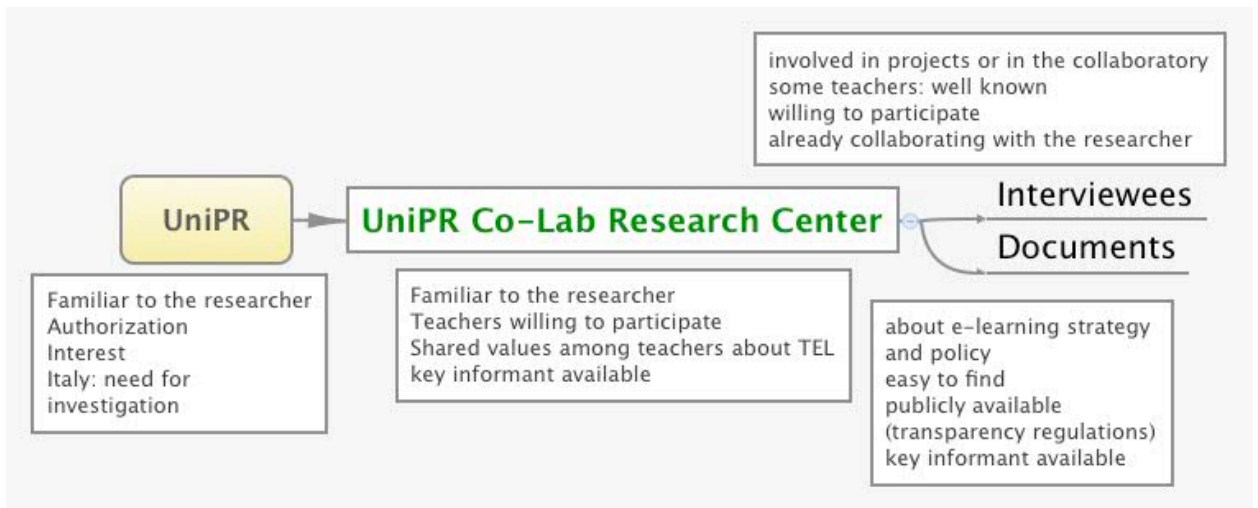 involved in projects or in the collaboratory
some teachers: well known
willing to participate
already collaborating with the researcher
UniPR
UniPR Co-Lab Research Center
Interviewees
Documents
Familiar to the researcher
Authorization
Interest
Italy: need for
investigation
Familiar to the researcher
Teachers willing to participate
Shared values among teachers about TEL
key informant available
about e-learning strategy
and policy
easy to find
publicly available
(transparency regulations)
key informant available